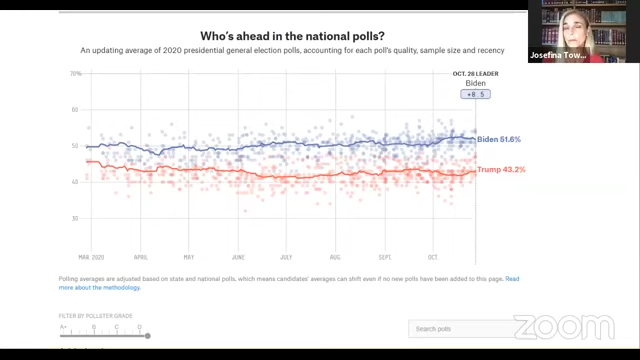 Who's ahead in the national polls?
An updating average of 2020 presidential general election polls, accounting for each poll's quality, sample size and recency
Josefina Tow...
OCT. 28 LEADER
Biden
+8.5
70%
60
50
40
30
Biden 51.6%
Trump 43.2%
MAR. 2020 APRIL MAY JUNE JULY AUG. SEPT. OCT.
Polling averages are adjusted based on state and national polls, which means candidates' averages can shift even if no new polls have been added to this page. Read
more about the methodology.
FILTER BY POLLSTER GRADE
A+ B C D
Search polls
zoom